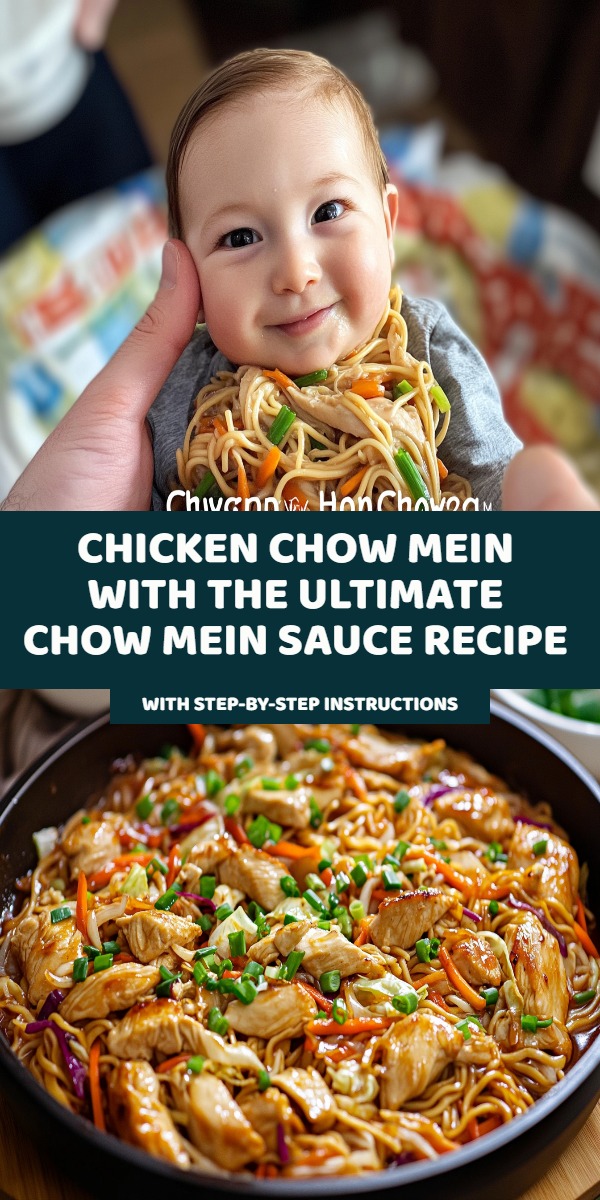 CHICKEN CHOW MEIN
WITH THE ULTIMATE
CHOW MEIN SAUCE RECIPE
WITH STEP-BY-STEP INSTRUCTIONS